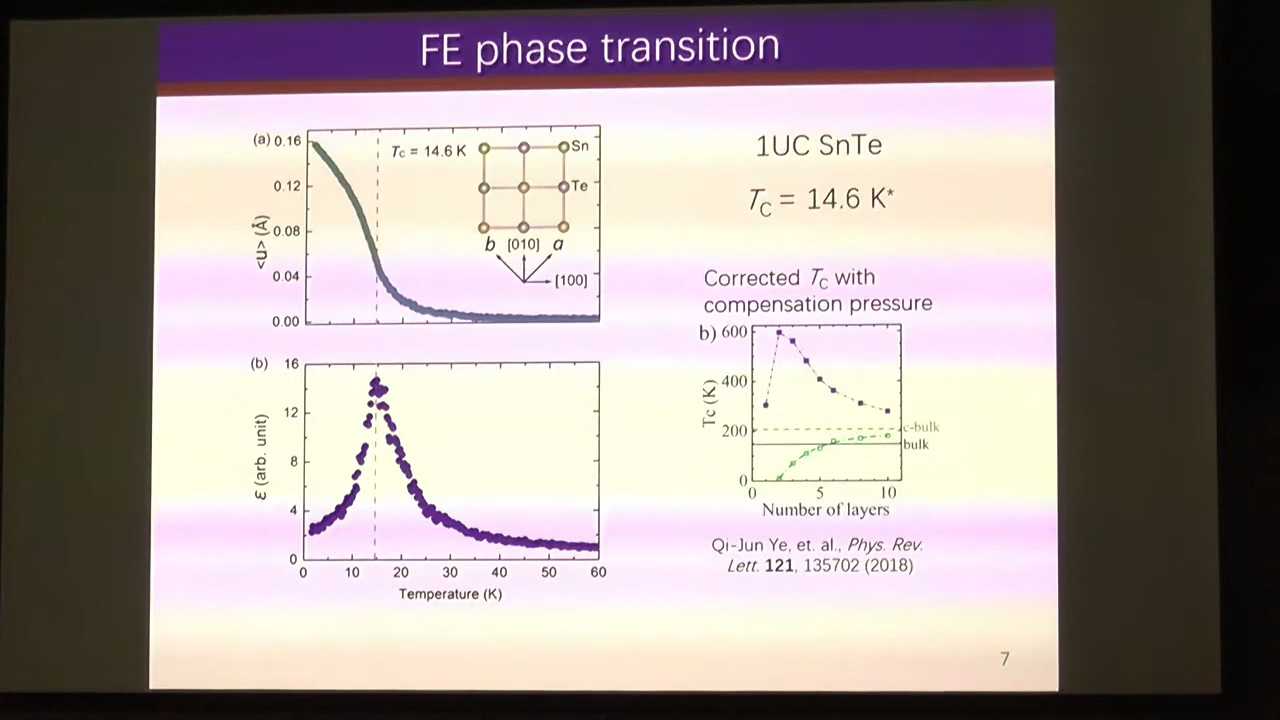 FE phase transition
(a)
0.16
0.12
0.08
0.04
0.00
<u> (Å)
Tc = 14.6 K
Sn
Te
b [010] a
[100]
(b)
16
12
8
4
0
ε (arb. unit)
0 10 20 30 40 50 60
Temperature (K)
1UC SnTe
TC = 14.6 K*
Corrected TC with
compensation pressure
b)
600
400
200
0
Tc (K)
c-bulk
bulk
0 5 10
Number of layers
Qi-Jun Ye, et. al., Phys. Rev.
Lett. 121, 135702 (2018)
7